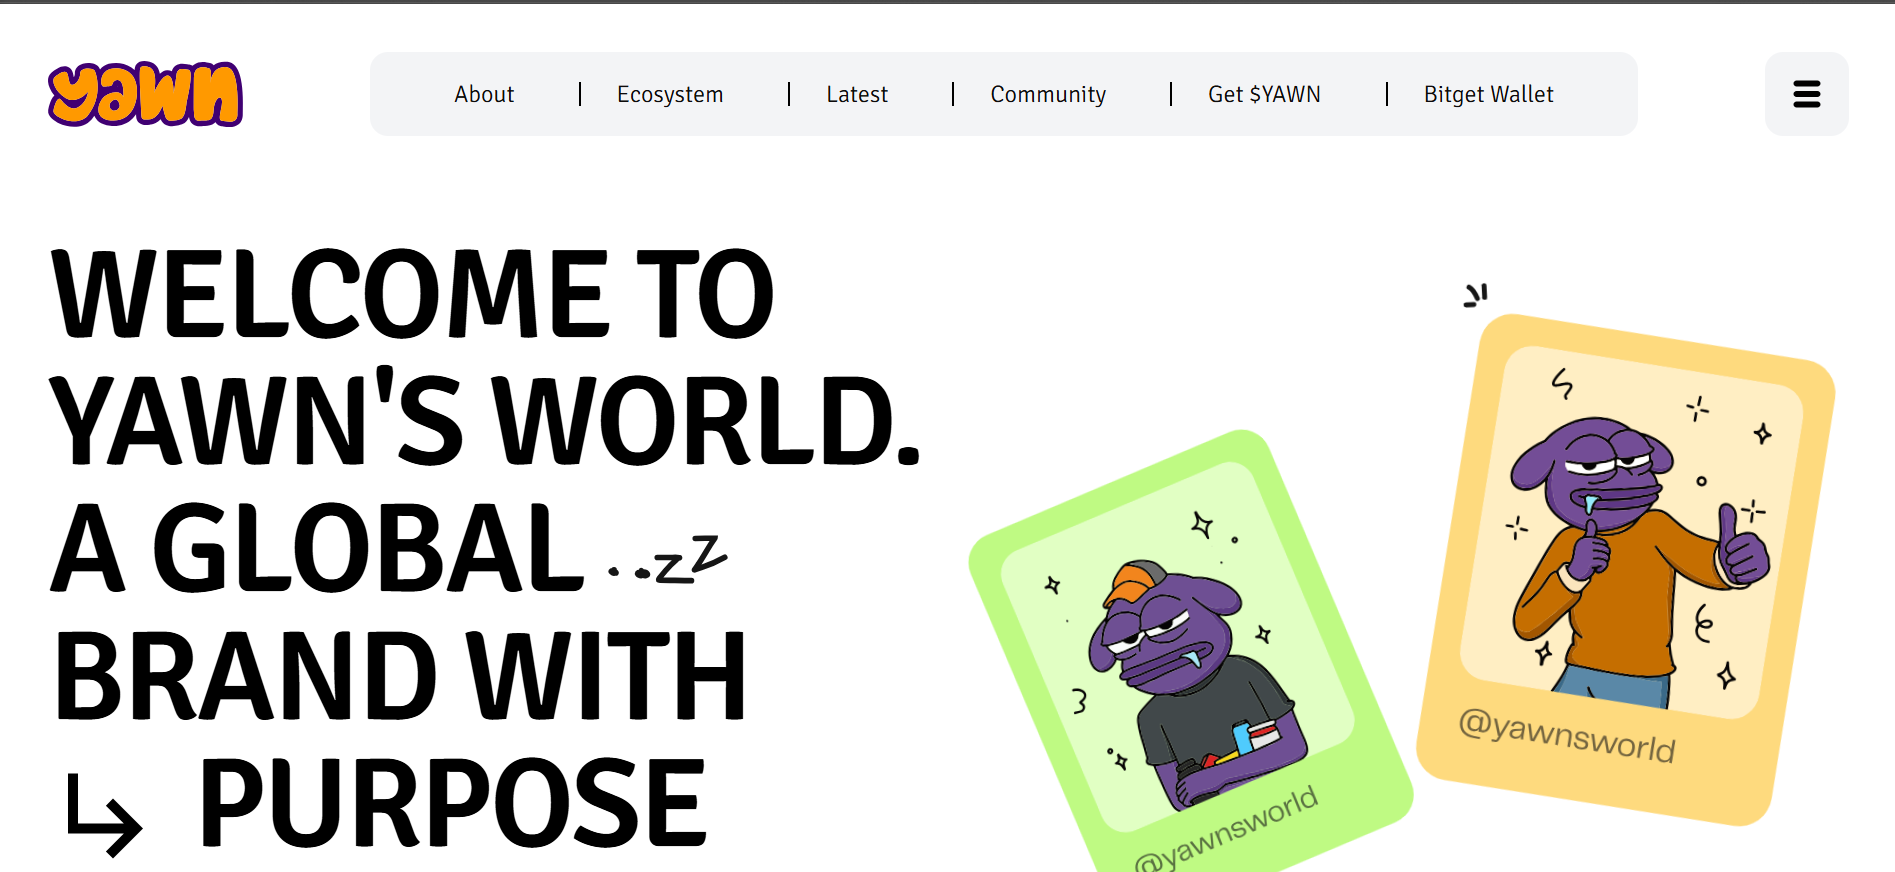 yawn
About | Ecosystem | Latest | Community | Get $YAWN | Bitget Wallet
WELCOME TO
YAWN'S WORLD.
A GLOBAL ..zZ
BRAND WITH
PURPOSE
@yawnsworld
@yawnsworld